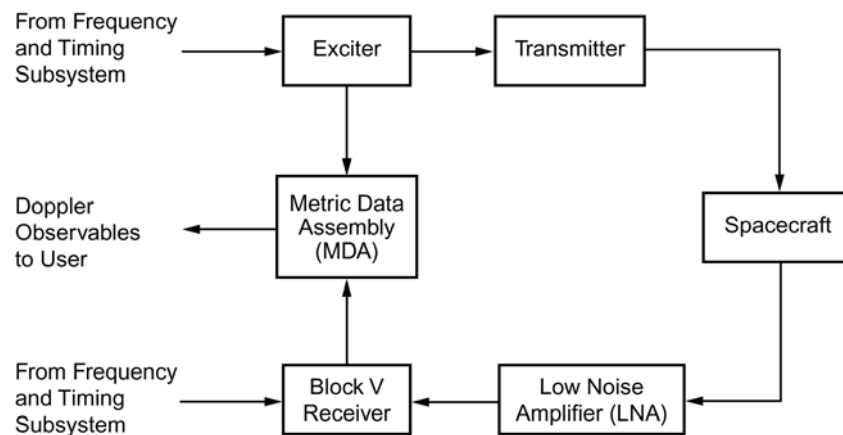 From Frequency
and Timing
Subsystem
Exciter
Transmitter
Doppler
Observables
to User
Metric Data
Assembly
(MDA)
Spacecraft
From Frequency
and Timing
Subsystem
Block V
Receiver
Low Noise
Amplifier (LNA)